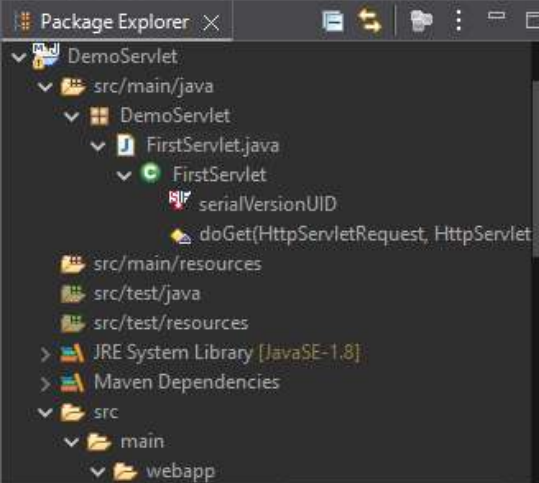 Package Explorer
DemoServlet
src/main/java
DemoServlet
FirstServlet.java
FirstServlet
serialVersionUID
doGet(HttpServletRequest, HttpServlet
src/main/resources
src/test/java
src/test/resources
JRE System Library [JavaSE-1.8]
Maven Dependencies
src
main
webapp